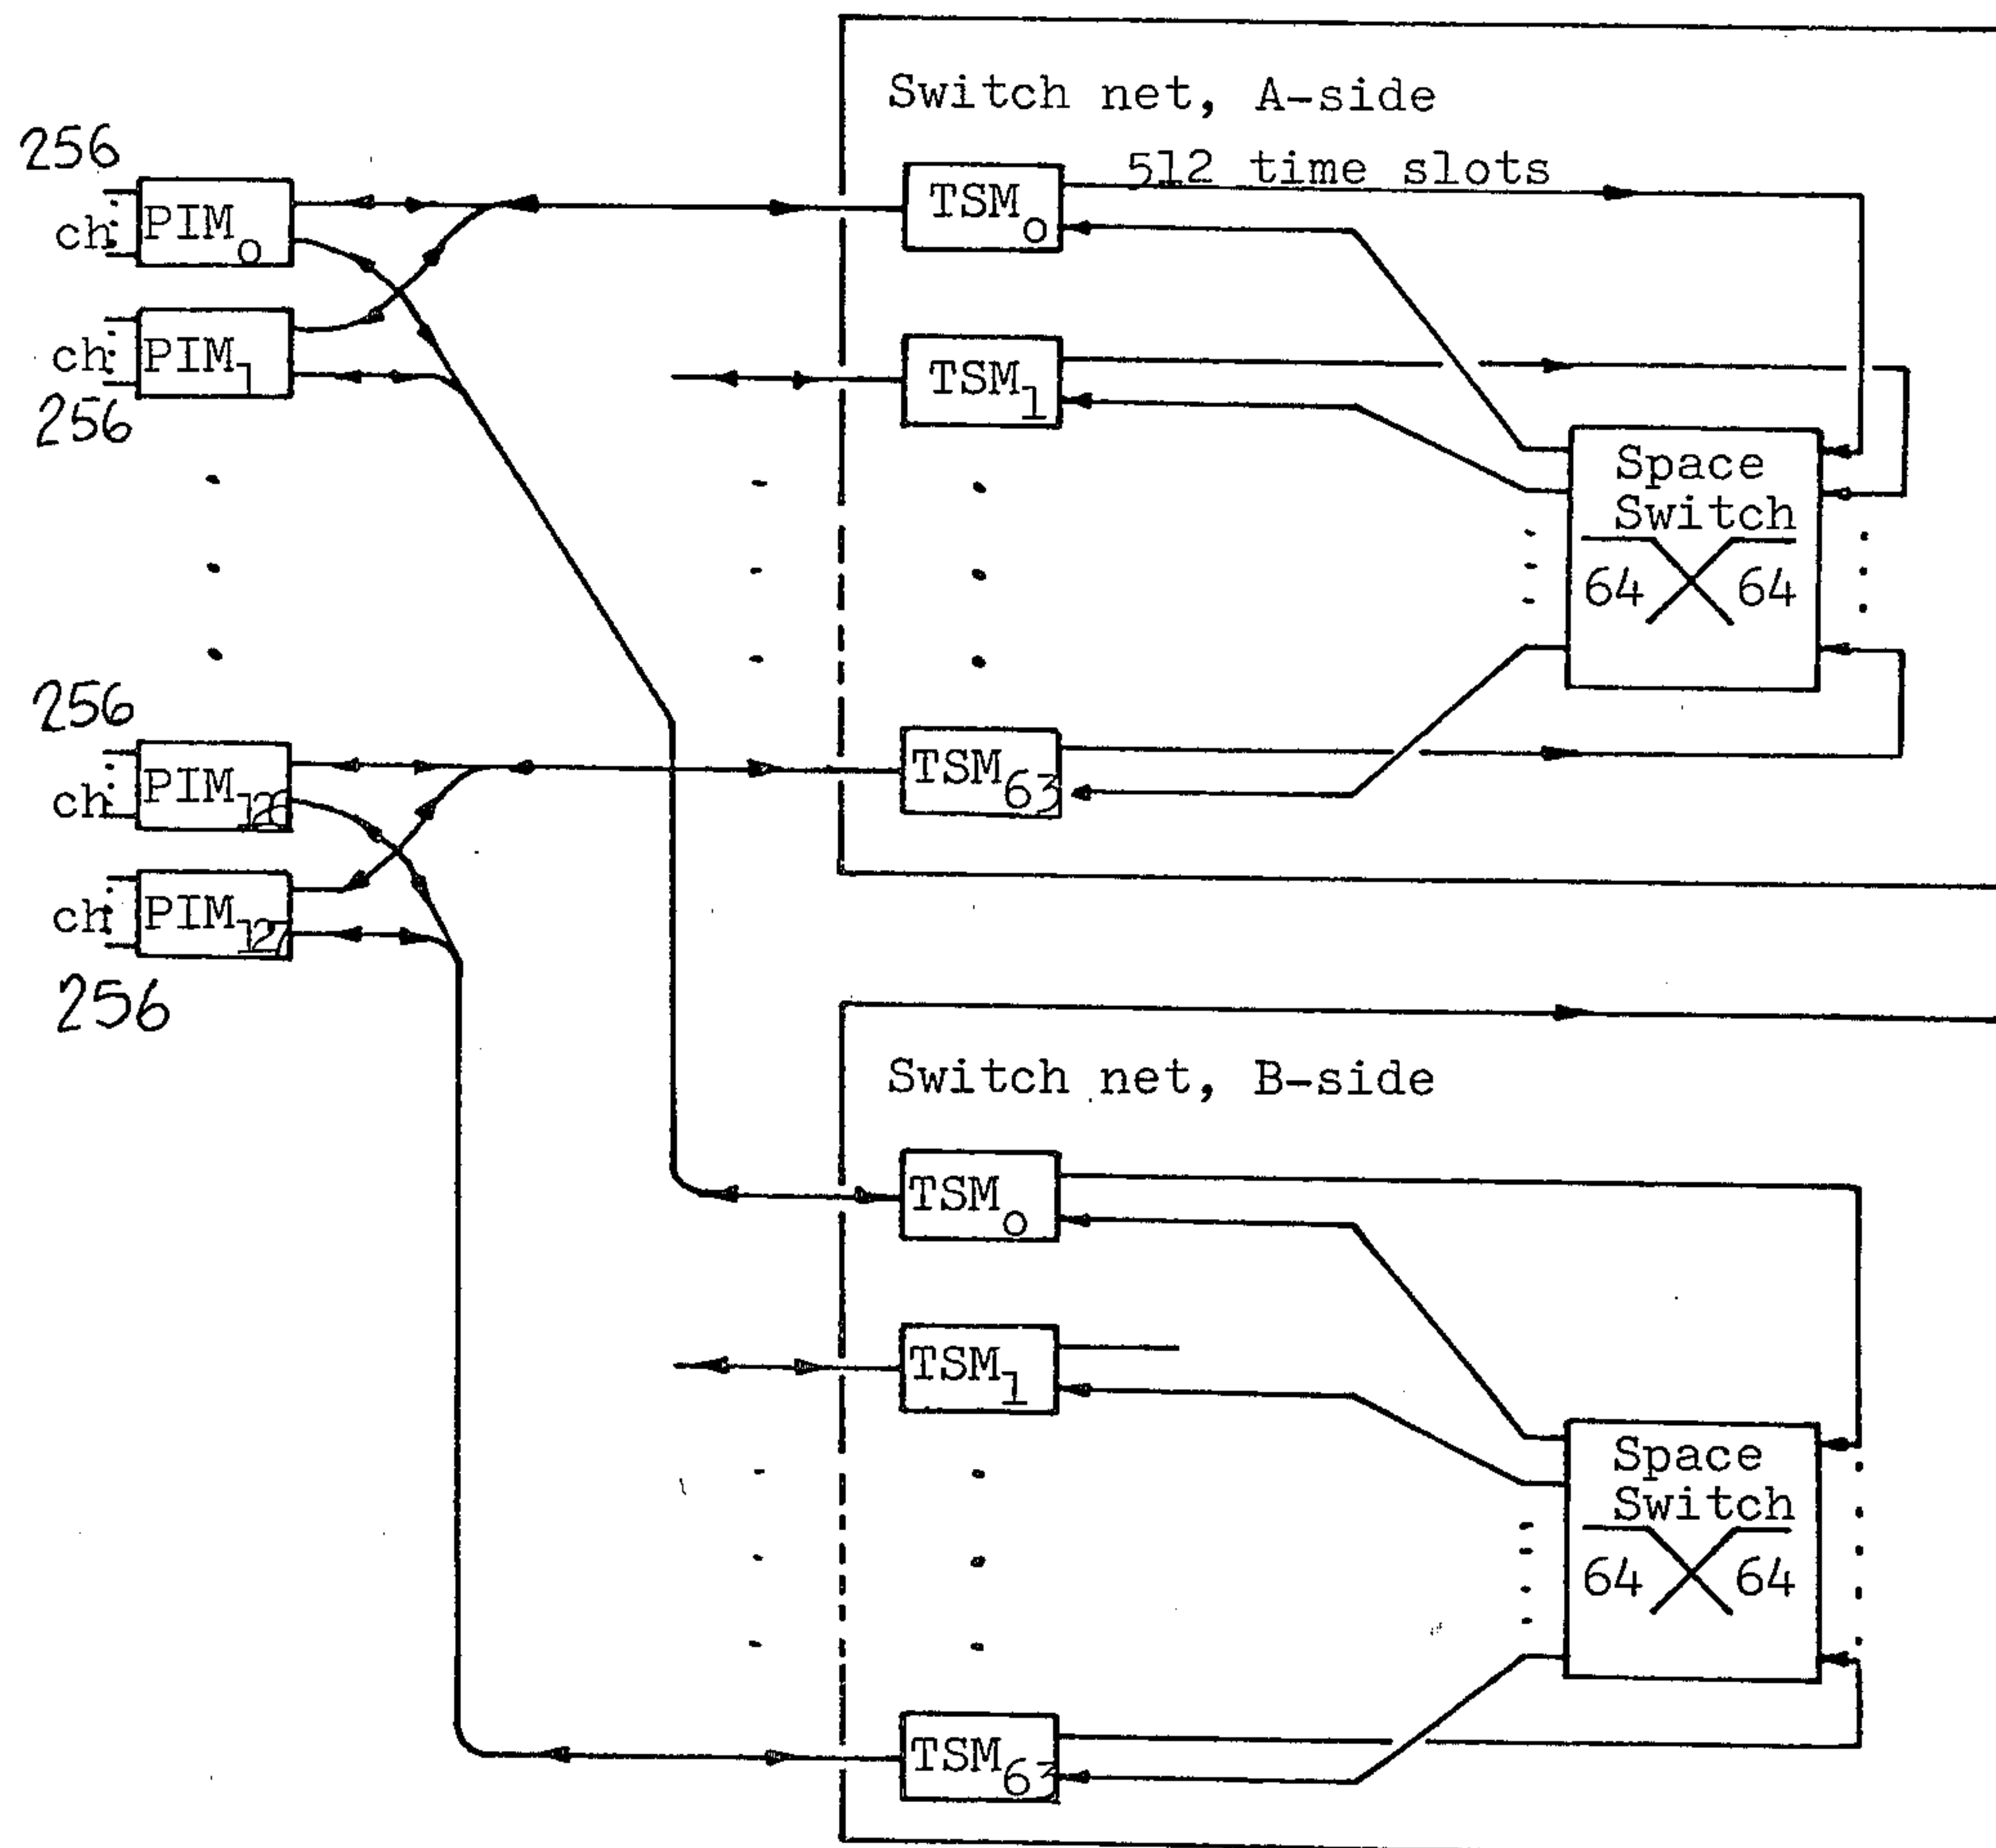 Switch net, A-side
512 time slots
256
ch
PIM0
ch
PIM1
256
256
ch
PIM126
ch
PIM127
256
TSM0
TSM1
TSM63
Space
Switch
64 64
Switch net, B-side
TSM0
TSM1
TSM63
Space
Switch
64 64